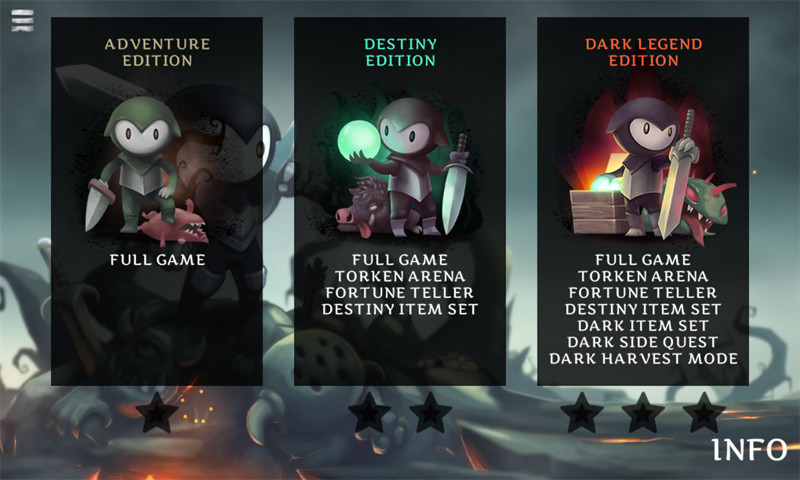 ADVENTURE
EDITION
FULL GAME
DESTINY
EDITION
FULL GAME
TORKEN ARENA
FORTUNE TELLER
DESTINY ITEM SET
DARK LEGEND
EDITION
FULL GAME
TORKEN ARENA
FORTUNE TELLER
DESTINY ITEM SET
DARK ITEM SET
DARK SIDE QUEST
DARK HARVEST MODE
INFO